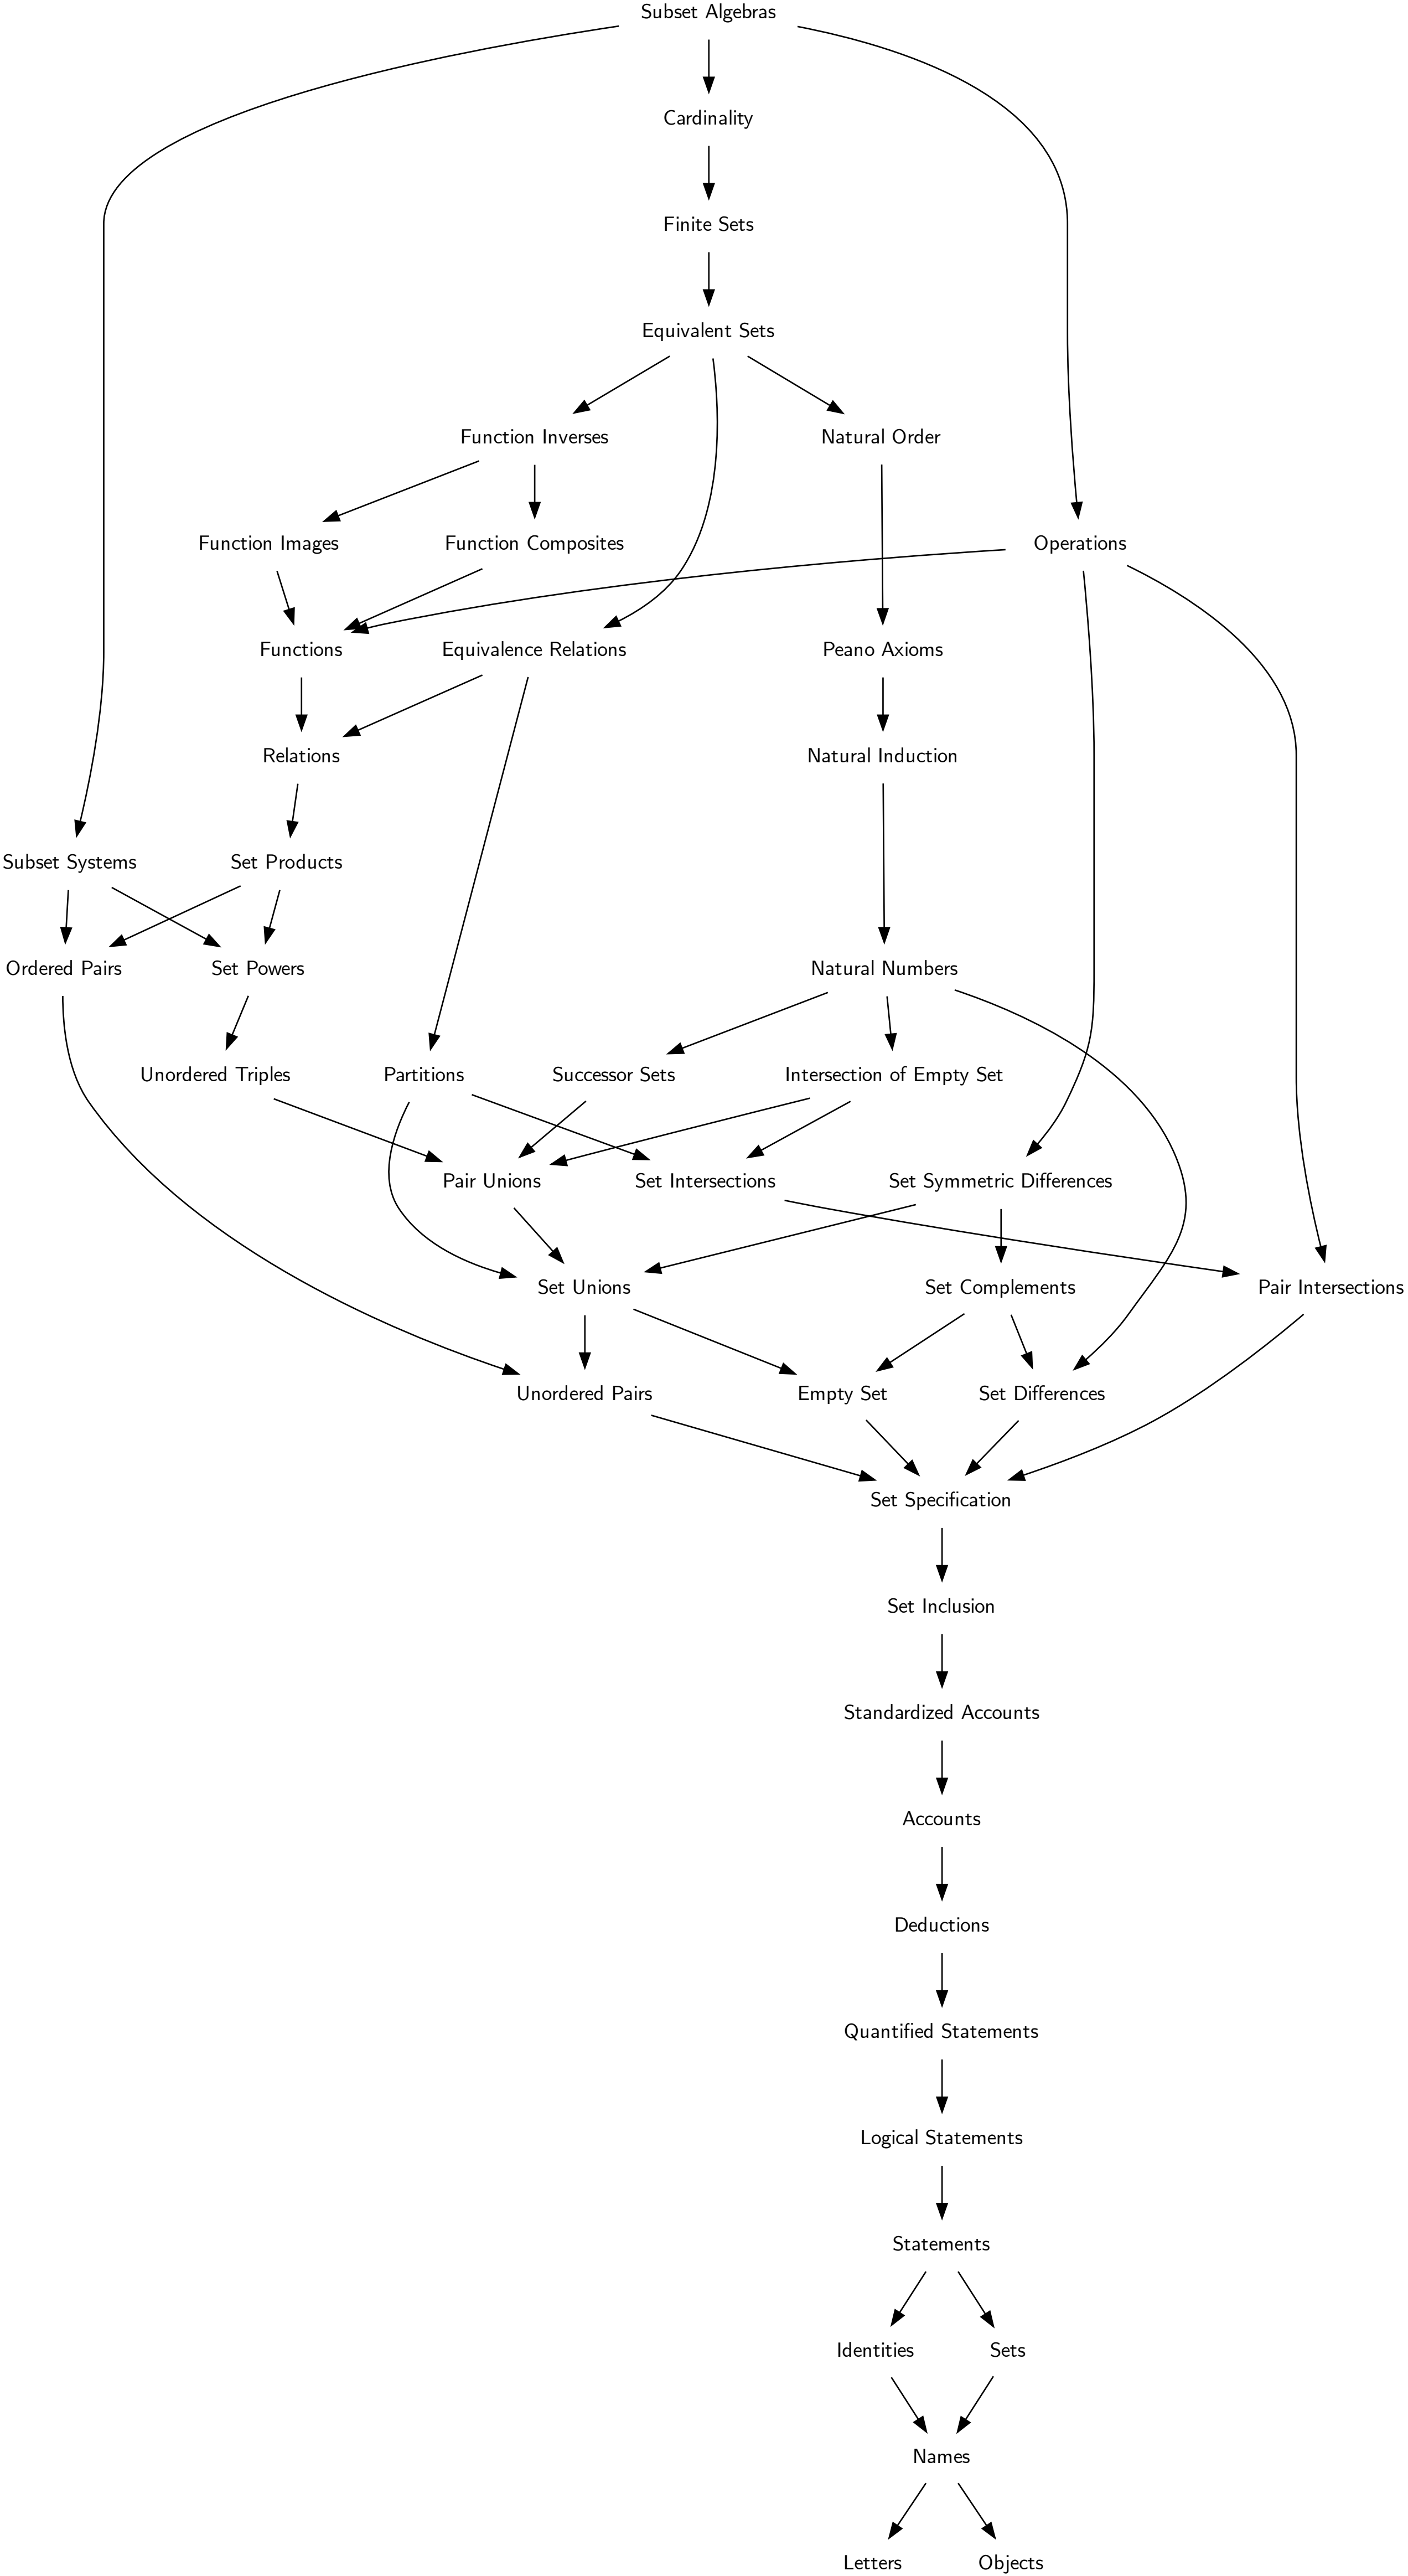 Subset Algebras
Cardinality
Finite Sets
Equivalent Sets
Function Inverses
Natural Order
Function Images
Function Composites
Operations
Functions
Equivalence Relations
Peano Axioms
Relations
Natural Induction
Subset Systems
Set Products
Ordered Pairs
Set Powers
Natural Numbers
Unordered Triples
Partitions
Successor Sets
Intersection of Empty Set
Pair Unions
Set Intersections
Set Symmetric Differences
Set Unions
Set Complements
Pair Intersections
Unordered Pairs
Empty Set
Set Differences
Set Specification
Set Inclusion
Standardized Accounts
Accounts
Deductions
Quantified Statements
Logical Statements
Statements
Identities
Sets
Names
Letters
Objects